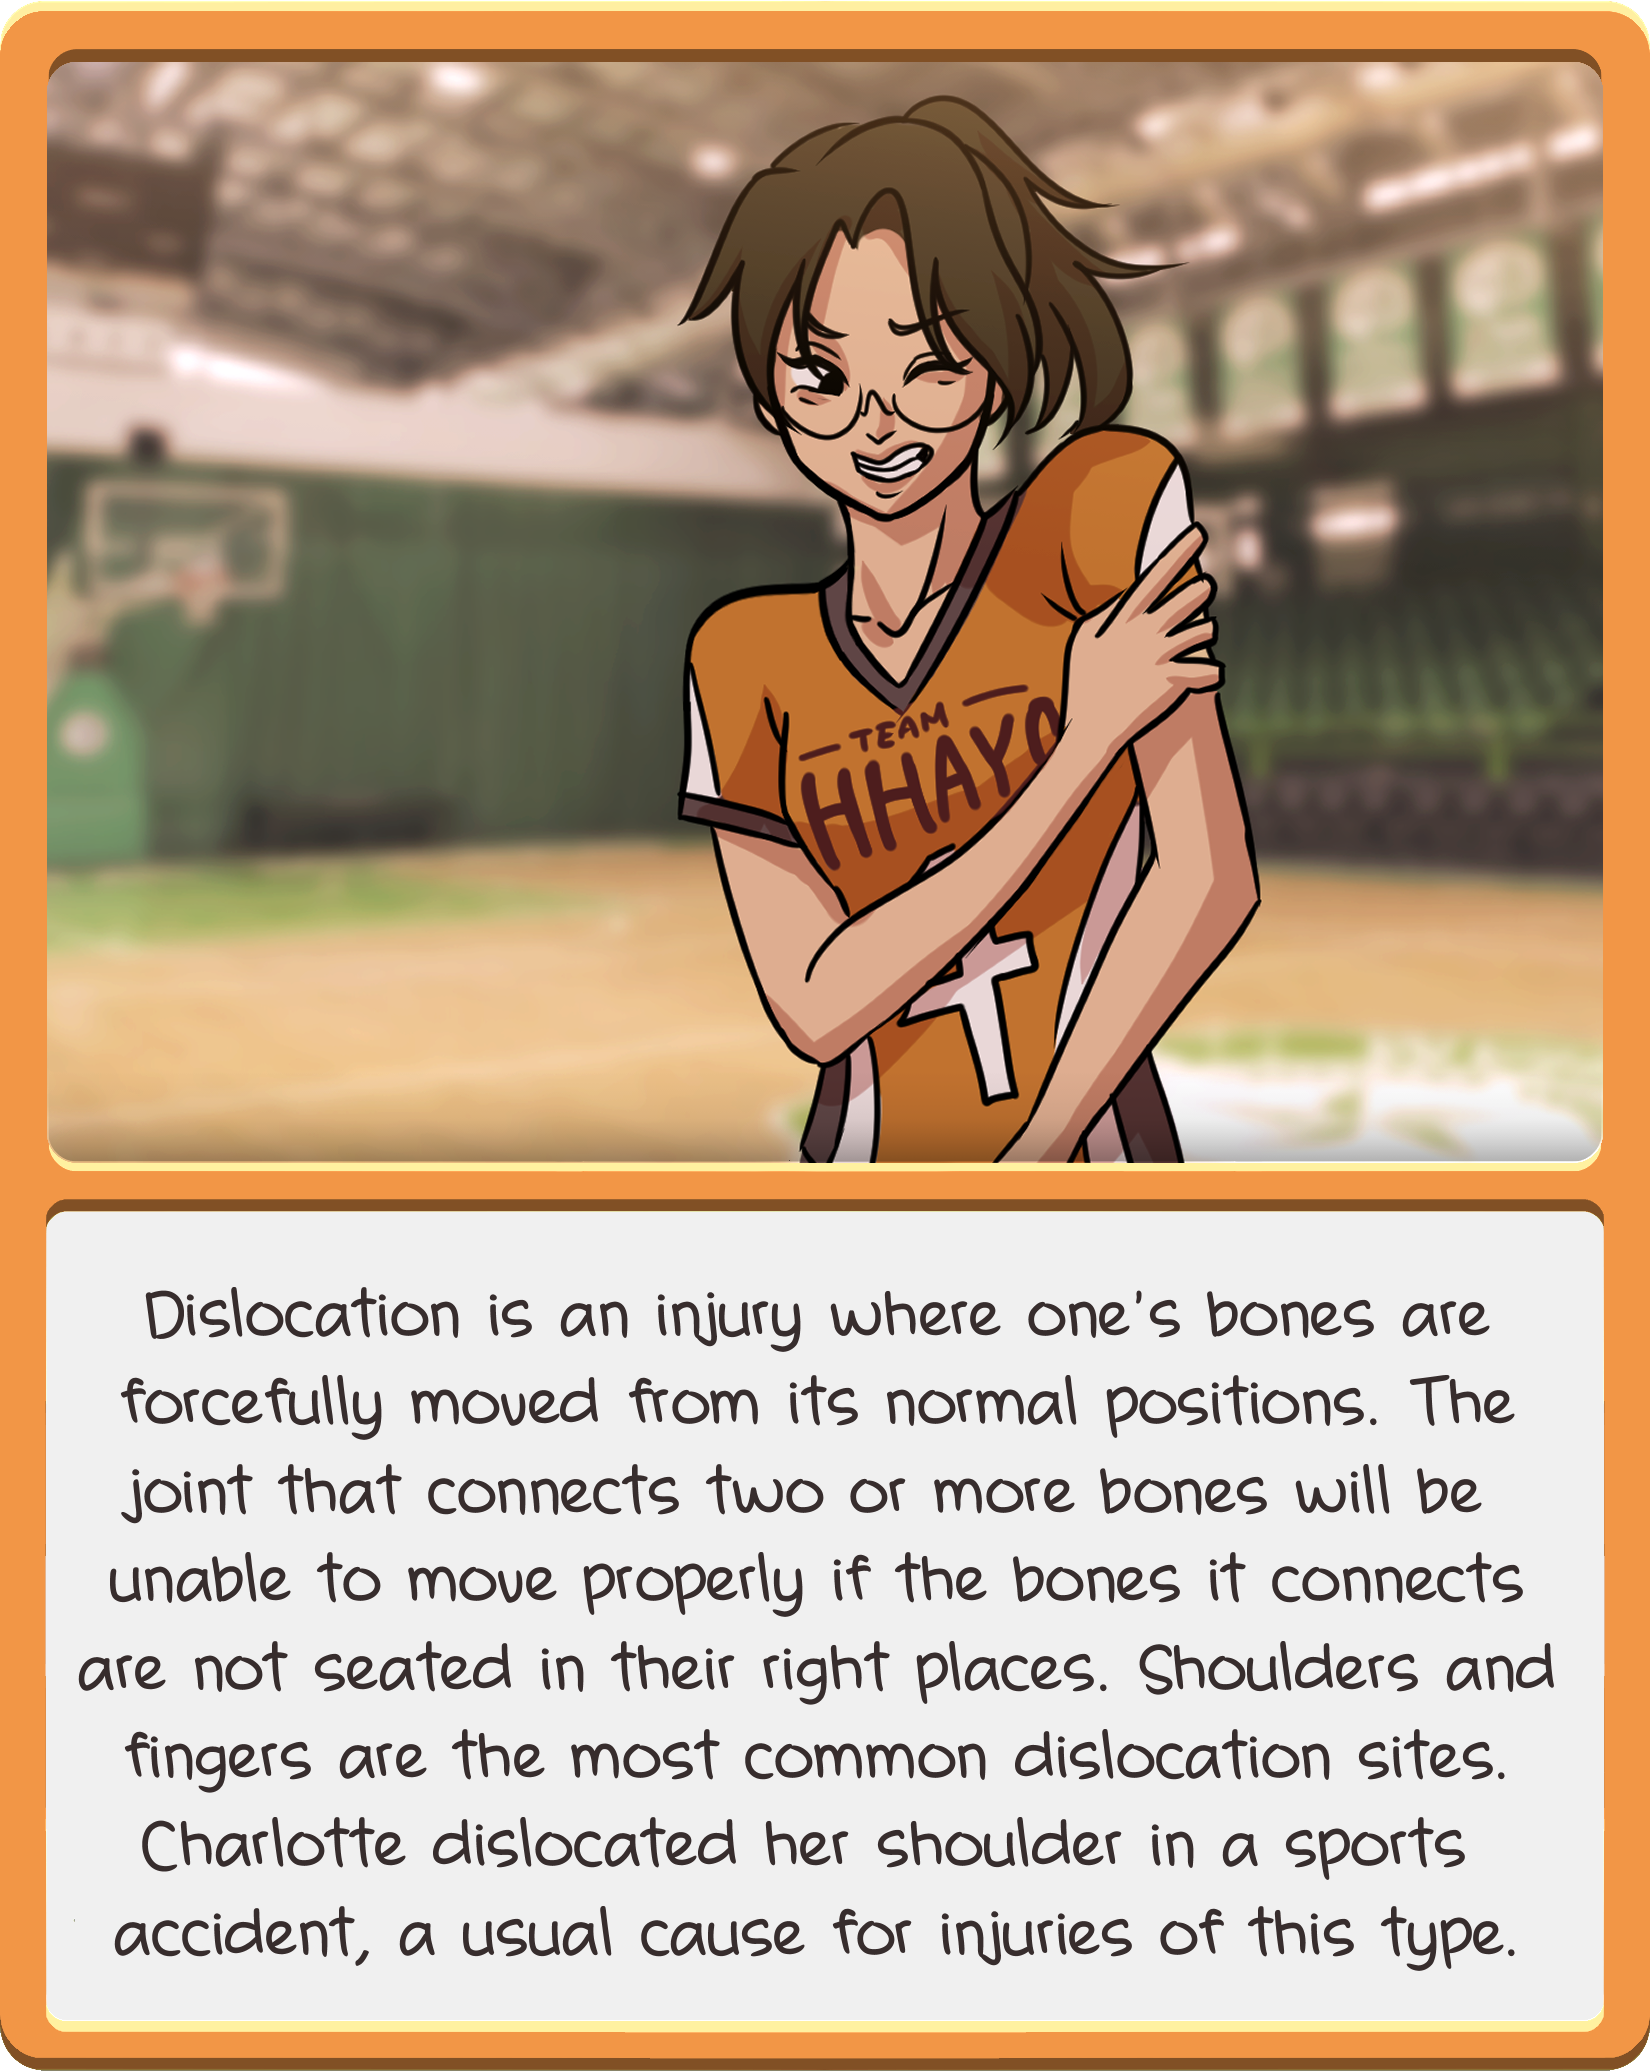 TEAM
HHAYO
Dislocation is an injury where one's bones are
forcefully moved from its normal positions. The
joint that connects two or more bones will be
unable to move properly if the bones it connects
are not seated in their right places. Shoulders and
fingers are the most common dislocation sites.
Charlotte dislocated her shoulder in a sports
accident, a usual cause for injuries of this type.